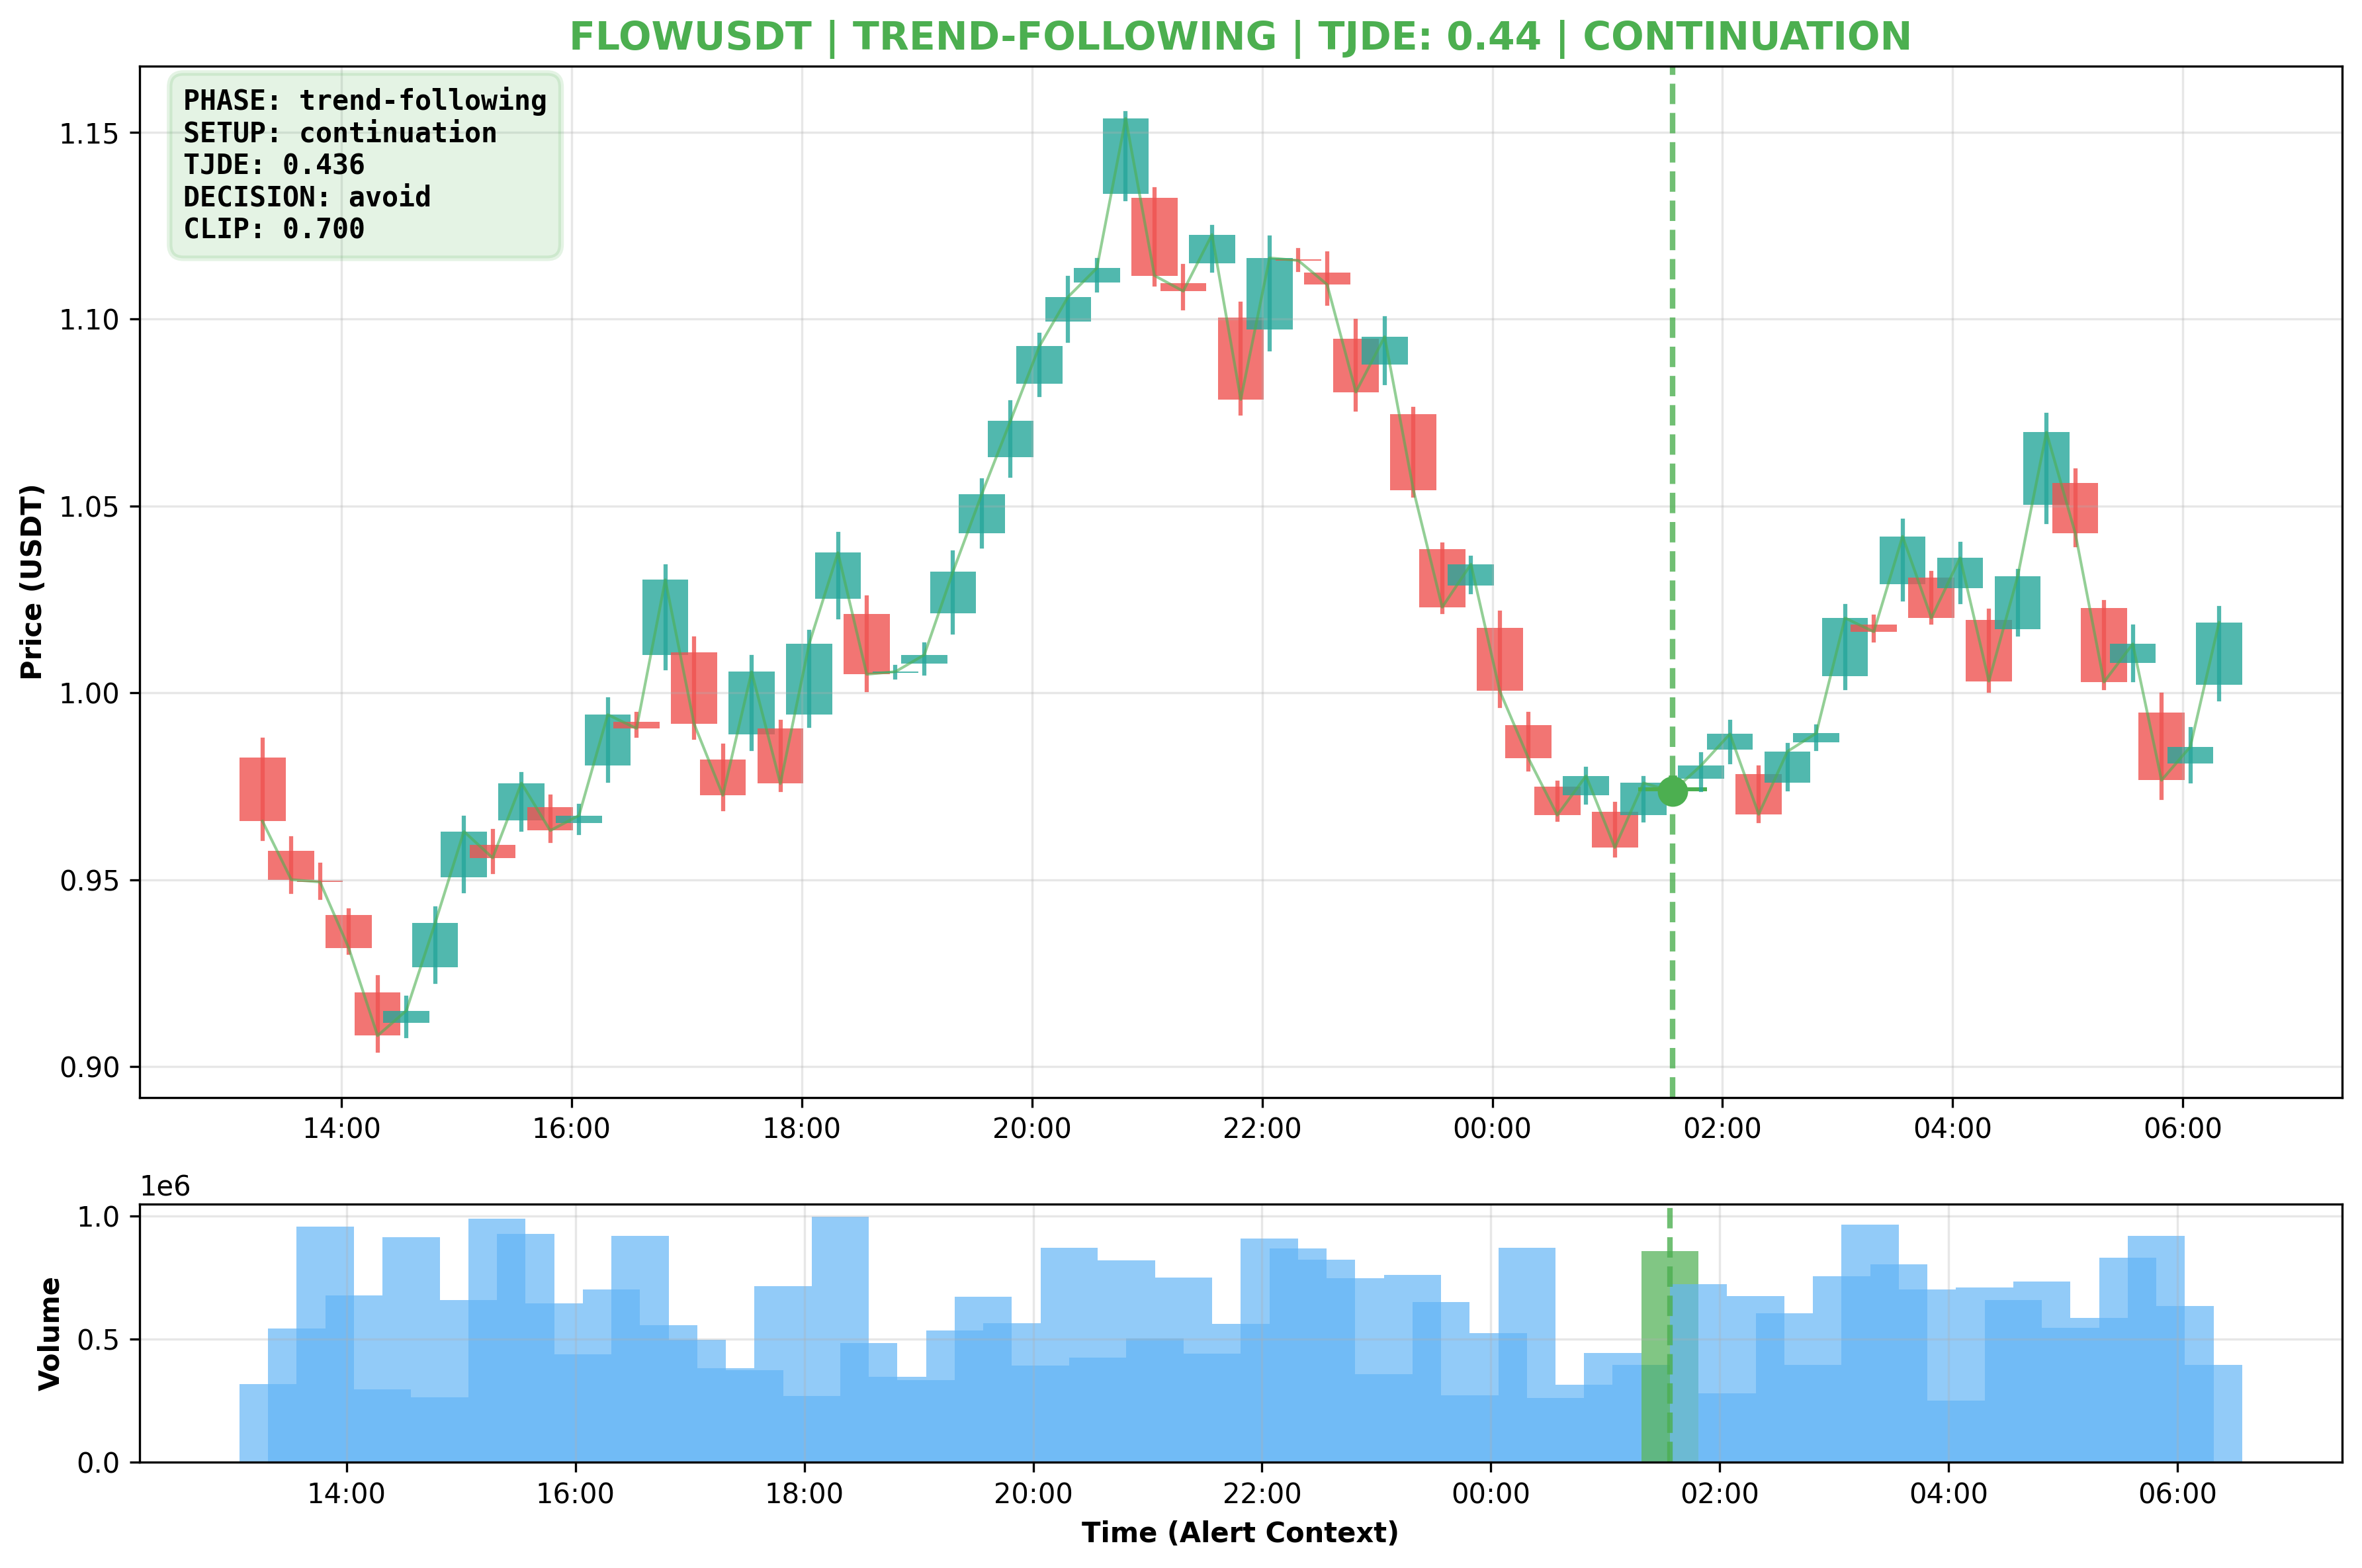 FLOWUSDT | TREND-FOLLOWING | TJDE: 0.44 | CONTINUATION
PHASE: trend-following
SETUP: continuation
TJDE: 0.436
DECISION: avoid
CLIP: 0.700
Price (USDT)
1.15
1.10
1.05
1.00
0.95
0.90
14:00 16:00 18:00 20:00 22:00 00:00 02:00 04:00 06:00
1e6
Volume
1.0
0.5
0.0
14:00 16:00 18:00 20:00 22:00 00:00 02:00 04:00 06:00
Time (Alert Context)